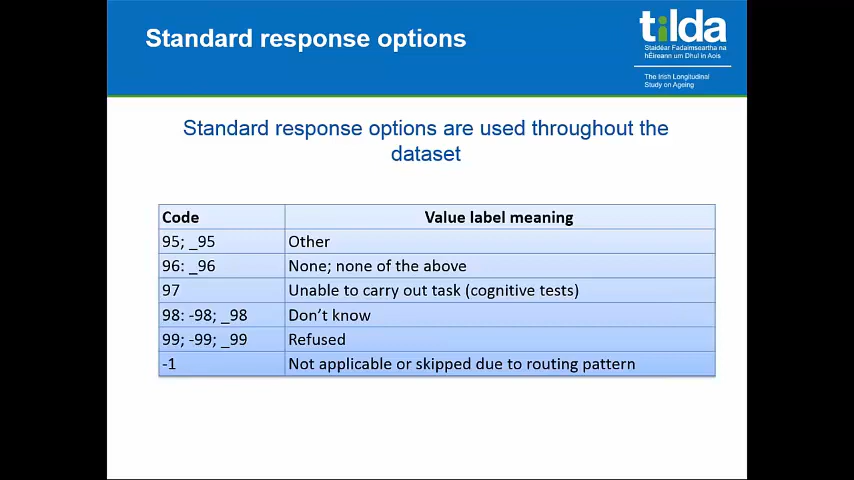 Standard response options
tilda
Staidéar Fadaimseartha na
hÉireann um Dhul in Aois
The Irish Longitudinal
Study on Ageing
Standard response options are used throughout the
dataset
Code Value label meaning
95; _95 Other
96: _96 None; none of the above
97 Unable to carry out task (cognitive tests)
98: -98; _98 Don't know
99; -99; _99 Refused
-1 Not applicable or skipped due to routing pattern